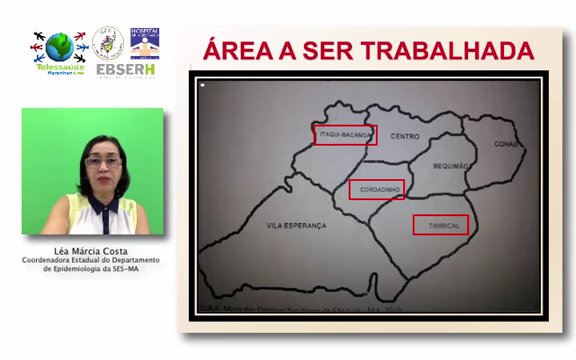 Telessaúde
HOSPITAL
EBSERH
ÁREA A SER TRABALHADA
ITAQUI-BACANGA
CENTRO
COHAB
BEQUIMÃO
COROADINHO
VILA ESPERANÇA
TIRIRICAL
Léa Márcia Costa
Coordenadora Estadual do Departamento
de Epidemiologia da SES-MA